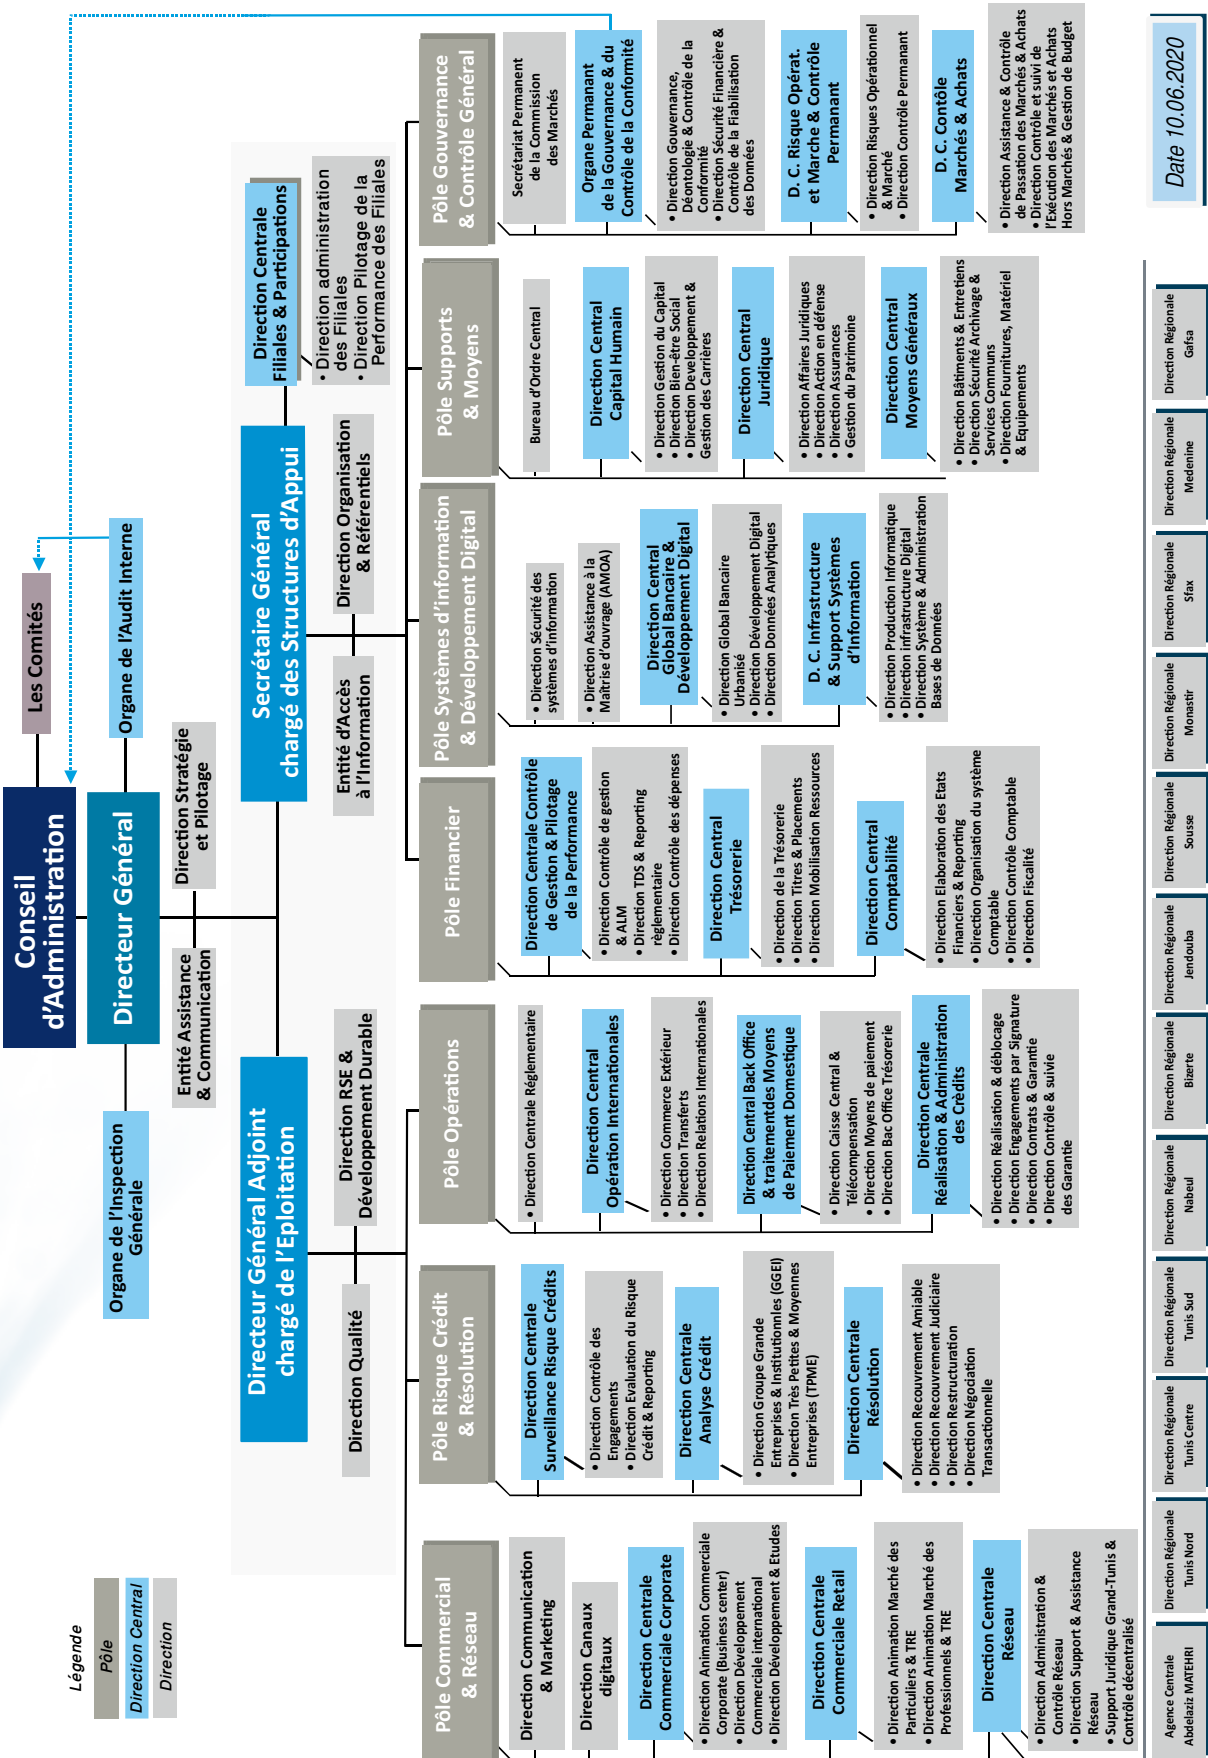 Conseil
d'Administration
Les Comités
Directeur Général
Organe de l'Inspection
Générale
Organe de l'Audit Interne
Entité Assistance
& Communication
Direction Stratégie
et Pilotage
Directeur Général Adjoint
chargé de l'Eploitation
Secrétaire Général
chargé des Structures d'Appui
Direction Centrale
Filiales & Participations
• Direction administration
des Filiales
• Direction Pilotage de la
Performance des Filiales
Direction Qualité
Direction RSE &
Développement Durable
Entité d'Accès
à l'Information
Direction Organisation
& Référentiels
Légende
Pôle
Direction Central
Direction
Pôle Commercial
& Réseau
Direction Communication
& Marketing
Direction Canaux
digitaux
Direction Centrale
Commerciale Corporate
• Direction Animation Commerciale
Corporate (Business center)
• Direction Développement
Commerciale international
• Direction Développement & Etudes
Direction Centrale
Commerciale Retail
• Direction Animation Marché des
Particuliers & TRE
• Direction Animation Marché des
Professionnels & TRE
Direction Centrale
Réseau
• Direction Administration &
Contrôle Réseau
• Direction Support & Assistance
Réseau
• Support Juridique Grand-Tunis &
Contrôle décentralisé
Pôle Risque Crédit
& Résolution
Direction Centrale
Surveillance Risque Crédits
• Direction Contrôle des
Engagements
• Direction Evaluation du Risque
Crédit & Reporting
Direction Centrale
Analyse Crédit
• Direction Groupe Grande
Entreprises & Institutionnles (GGEI)
• Direction Très Petites & Moyennes
Entreprises (TPME)
Direction Centrale
Résolution
• Direction Recouvrement Amiable
• Direction Recouvrement Judiciaire
• Direction Restructuration
• Direction Négodation
Transactionnelle
Pôle Opérations
• Direction Centrale Réglementaire
Direction Central
Opération Internationales
• Direction Commerce Extérieur
• Direction Transferts
• Direction Relations Internationales
Direction Central Back Office
& traitementdes Moyens
de Paiement Domestique
• Direction Caisse Central &
Télécompensation
• Direction Moyens de paiement
• Direction Bac Office Trésorerie
Direction Centrale
Réalisation & Administration
des Crèdits
• Direction Réalisation & déblocage
• Direction Engagements par Signature
• Direction Contrats & Garantie
• Direction Contrôle & suivie
des Garantie
Pôle Financier
Direction Centrale Contrôle
de Gestion & Pilotage
de la Performance
• Direction Contrôle de gestion
& ALM
• Direction TDS & Reporting
règlementaire
• Direction Contrôle des dépenses
Direction Central
Trésorerie
• Direction de la Trésorerie
• Direction Titres & Placements
• Direction Mobilisation Ressources
Direction Central
Comptabilité
• Direction Elaboration des Etats
Financiers & Reporting
• Direction Organisation du système
Comptable
• Direction Contrôle Comptable
• Direction Fiscalité
Pôle Systèmes d'information
& Développement Digital
• Direction Sécurité des
systèmes d'information
• Direction Assistance à la
Maîtrise d'ouvrage (AMOA)
Direction Central
Global Bancaire &
Développement Digital
• Direction Global Bancaire
Urbanisé
• Direction Développement Digital
• Direction Données Analytiques
D. C. Infrastructure
& Support Systèmes
d'Information
• Direction Production Informatique
• Direction infrastructure Digital
• Direction Système & Administration
Bases de Données
Pôle Supports
& Moyens
Bureau d'Ordre Central
Direction Central
Capital Humain
• Direction Gestion du Capital
• Direction Bien-être Social
• Direction Developpement &
Gestion des Carrières
Direction Central
Juridique
• Direction Affaires Juridiques
• Direction Action en défense
• Direction Assurances
• Gestion du Patrimoine
Direction Central
Moyens Généraux
• Direction Bâtiments & Entretiens
• Direction Sécurité Archivage &
Services Communs
• Direction Fournitures, Matériel
& Equipements
Pôle Gouvernance
& Contrôle Général
Secrétariat Permanent
de la Commission
des Marchés
Organe Permanant
de la Gouvernance & du
Contrôle de la Conformité
• Direction Gouvernance,
Déontologie & Contrôle de la
Conformité
• Direction Sécurité Financière &
Contrôle de la Fiabilisation
des Données
D. C. Risque Opérat.
et Marche & Contrôle
Permanant
• Direction Risques Opérationnel
& Marché
• Direction Contrôle Permanent
D. C. Contôle
Marchés & Achats
• Direction Assistance & Contrôle
de Passation des Marchés & Achats
• Direction Contrôle et suivi de
l'Exécution des Marchés et Achats
Hors Marchés & Gestion de Budget
Agence Centrale
Abdelaziz MATEHRI
Direction Régionale
Tunis Nord
Direction Régionale
Tunis Centre
Direction Régionale
Tunis Sud
Direction Régionale
Nabeul
Direction Régionale
Bizerte
Direction Régionale
Jendouba
Direction Régionale
Sousse
Direction Régionale
Monastir
Direction Régionale
Sfax
Direction Régionale
Medenine
Direction Régionale
Gafsa
Date 10.06.2020